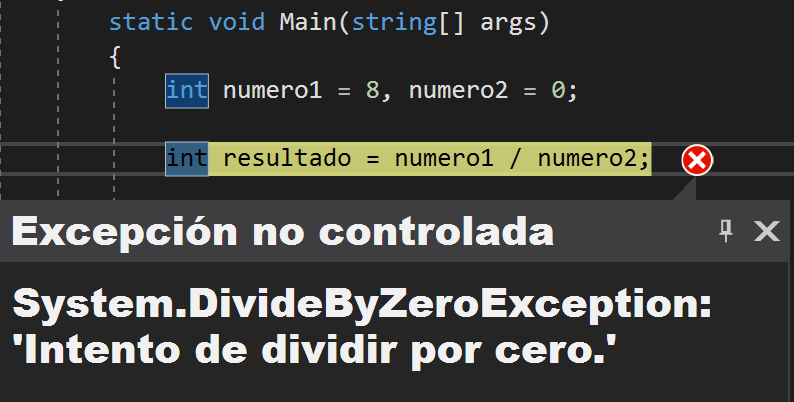 static void Main(string[] args)
{
int numero1 = 8, numero2 = 0;
int resultado = numero1 / numero2;
Excepción no controlada
System.DivideByZeroException:
'Intento de dividir por cero.'